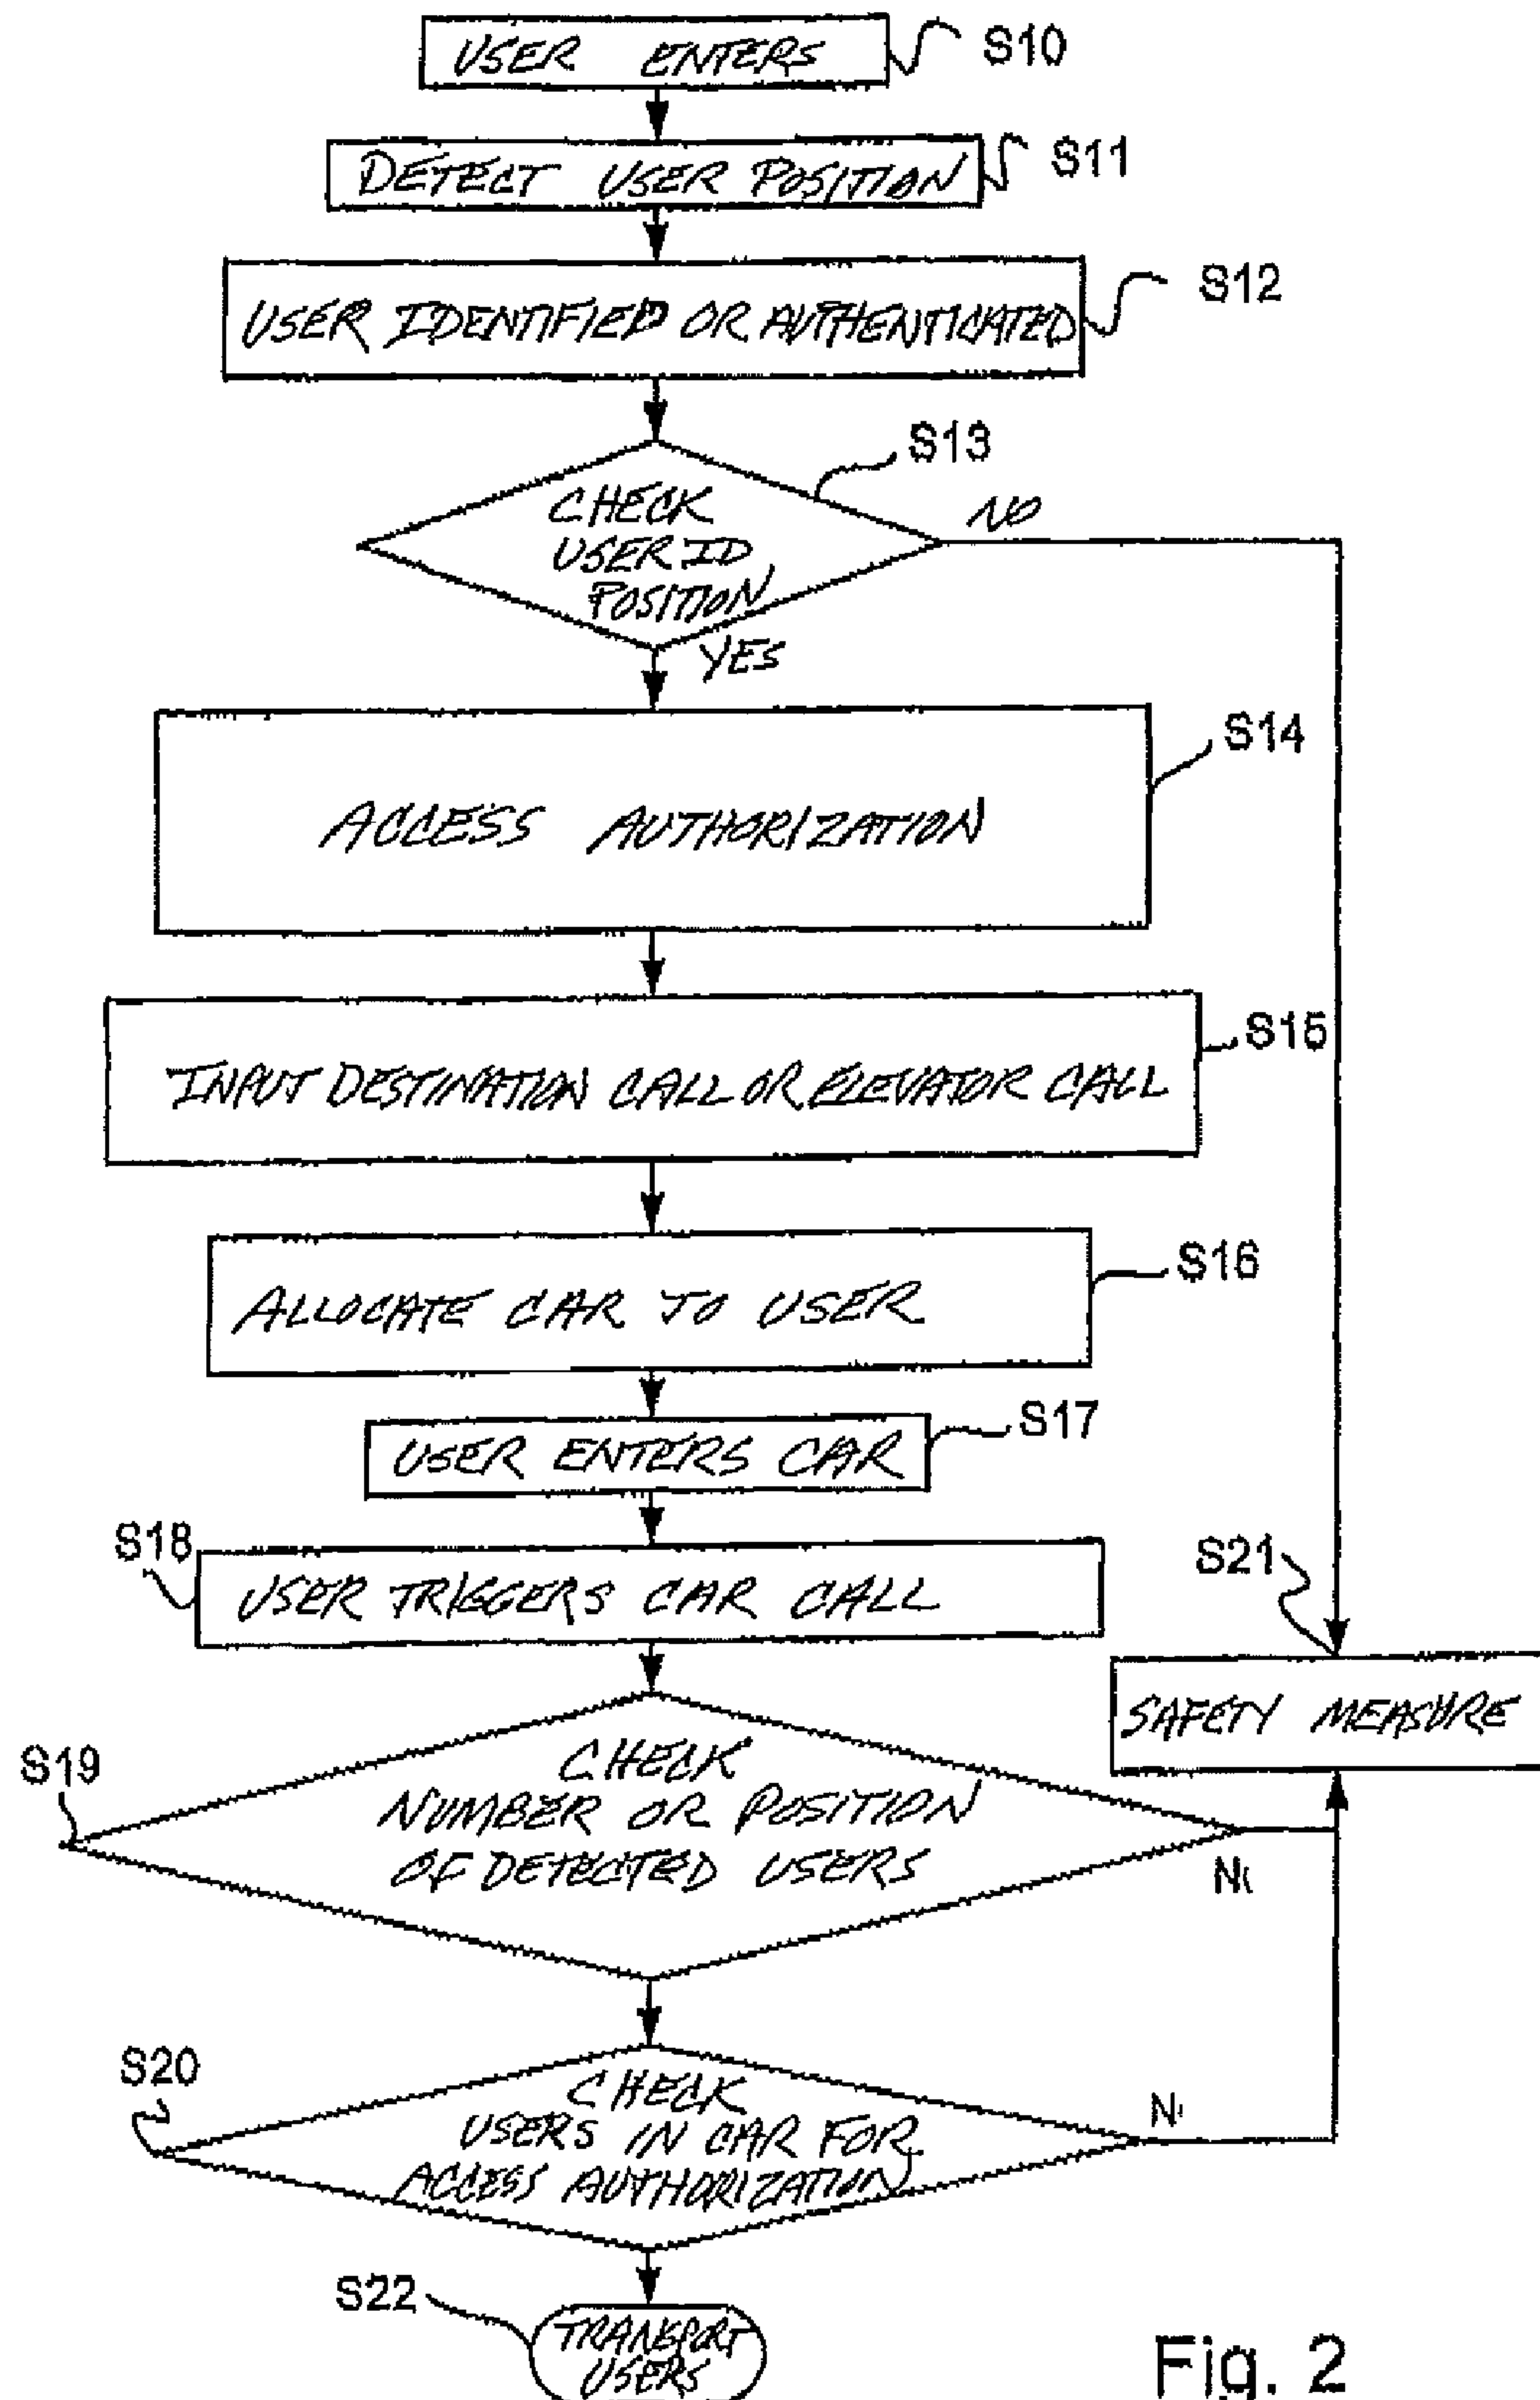 USER ENTERS
S10
DETECT USER POSITION
S11
USER IDENTIFIED OR AUTHENTICATED
S12
S13
CHECK
USER ID
POSITION
NO
YES
ACCESS AUTHORIZATION
S14
INPUT DESTINATION CALL OR ELEVATOR CALL
S15
ALLOCATE CAR TO USER
S16
USER ENTERS CAR
S17
S18
USER TRIGGERS CAR CALL
S21
SAFETY MEASURE
S19
CHECK
NUMBER OR POSITION
OF DETECTED USERS
N
S20
CHECK
USERS IN CAR FOR
ACCESS AUTHORIZATION
N
S22
TRANSPORT
USERS
Fig. 2